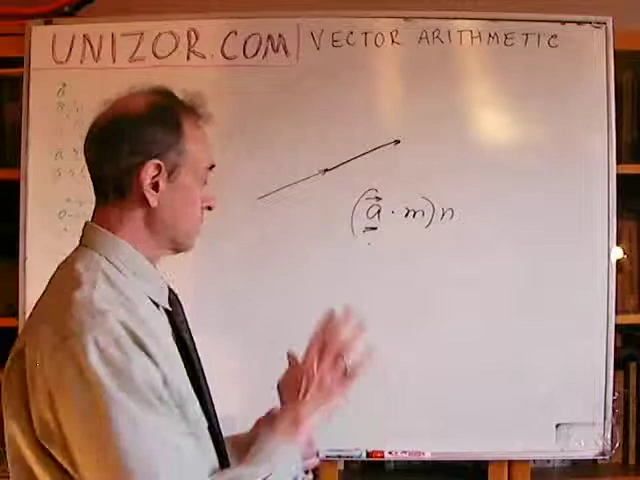 UNIZOR.COM | VECTOR ARITHMETIC
(a⃗ · m)n